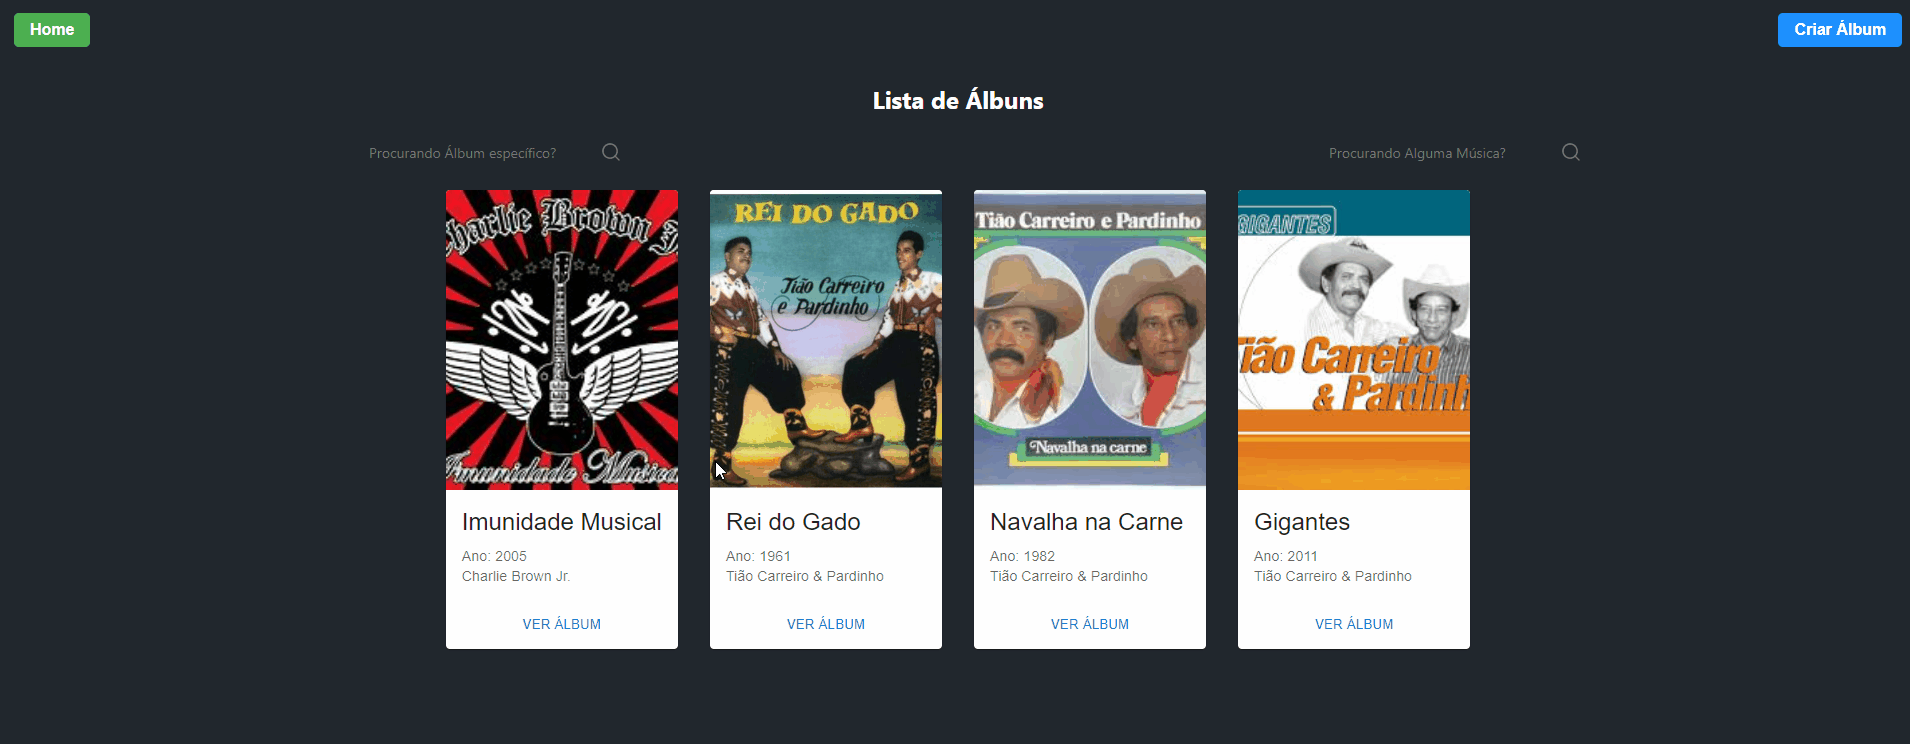 Home
Criar Álbum
Lista de Álbuns
Procurando Álbum específico?
Procurando Alguma Música?
Charlie Brown J
Imunidade Musical
REI DO GADO
Tião Carreiro
e Pardinho
Tião Carreiro e Pardinho
Navalha na carne
GIGANTES
ião Carreiro
& Pardinh
Imunidade Musical
Ano: 2005
Charlie Brown Jr.
VER ÁLBUM
Rei do Gado
Ano: 1961
Tião Carreiro & Pardinho
VER ÁLBUM
Navalha na Carne
Ano: 1982
Tião Carreiro & Pardinho
VER ÁLBUM
Gigantes
Ano: 2011
Tião Carreiro & Pardinho
VER ÁLBUM